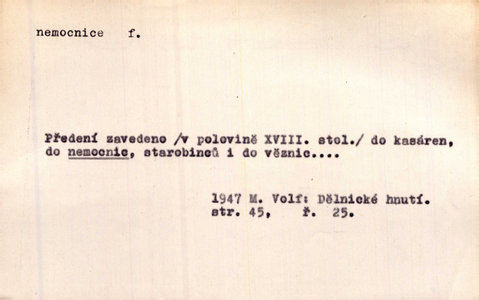 nemocnice f.
Předení zavedeno /v polovině XVIII. stol./ do kasáren,
do nemocnic, starobinců i do věznic....
1947 M. Volf: Dělnické hnutí.
str. 45, ř. 25.